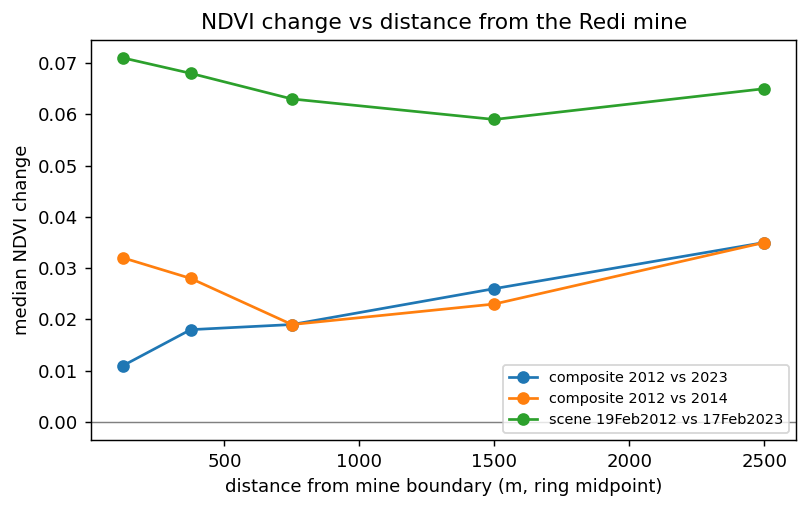 NDVI change vs distance from the Redi mine
median NDVI change
0.07
0.06
0.05
0.04
0.03
0.02
0.01
0.00
composite 2012 vs 2023
composite 2012 vs 2014
scene 19Feb2012 vs 17Feb2023
500 1000 1500 2000 2500
distance from mine boundary (m, ring midpoint)